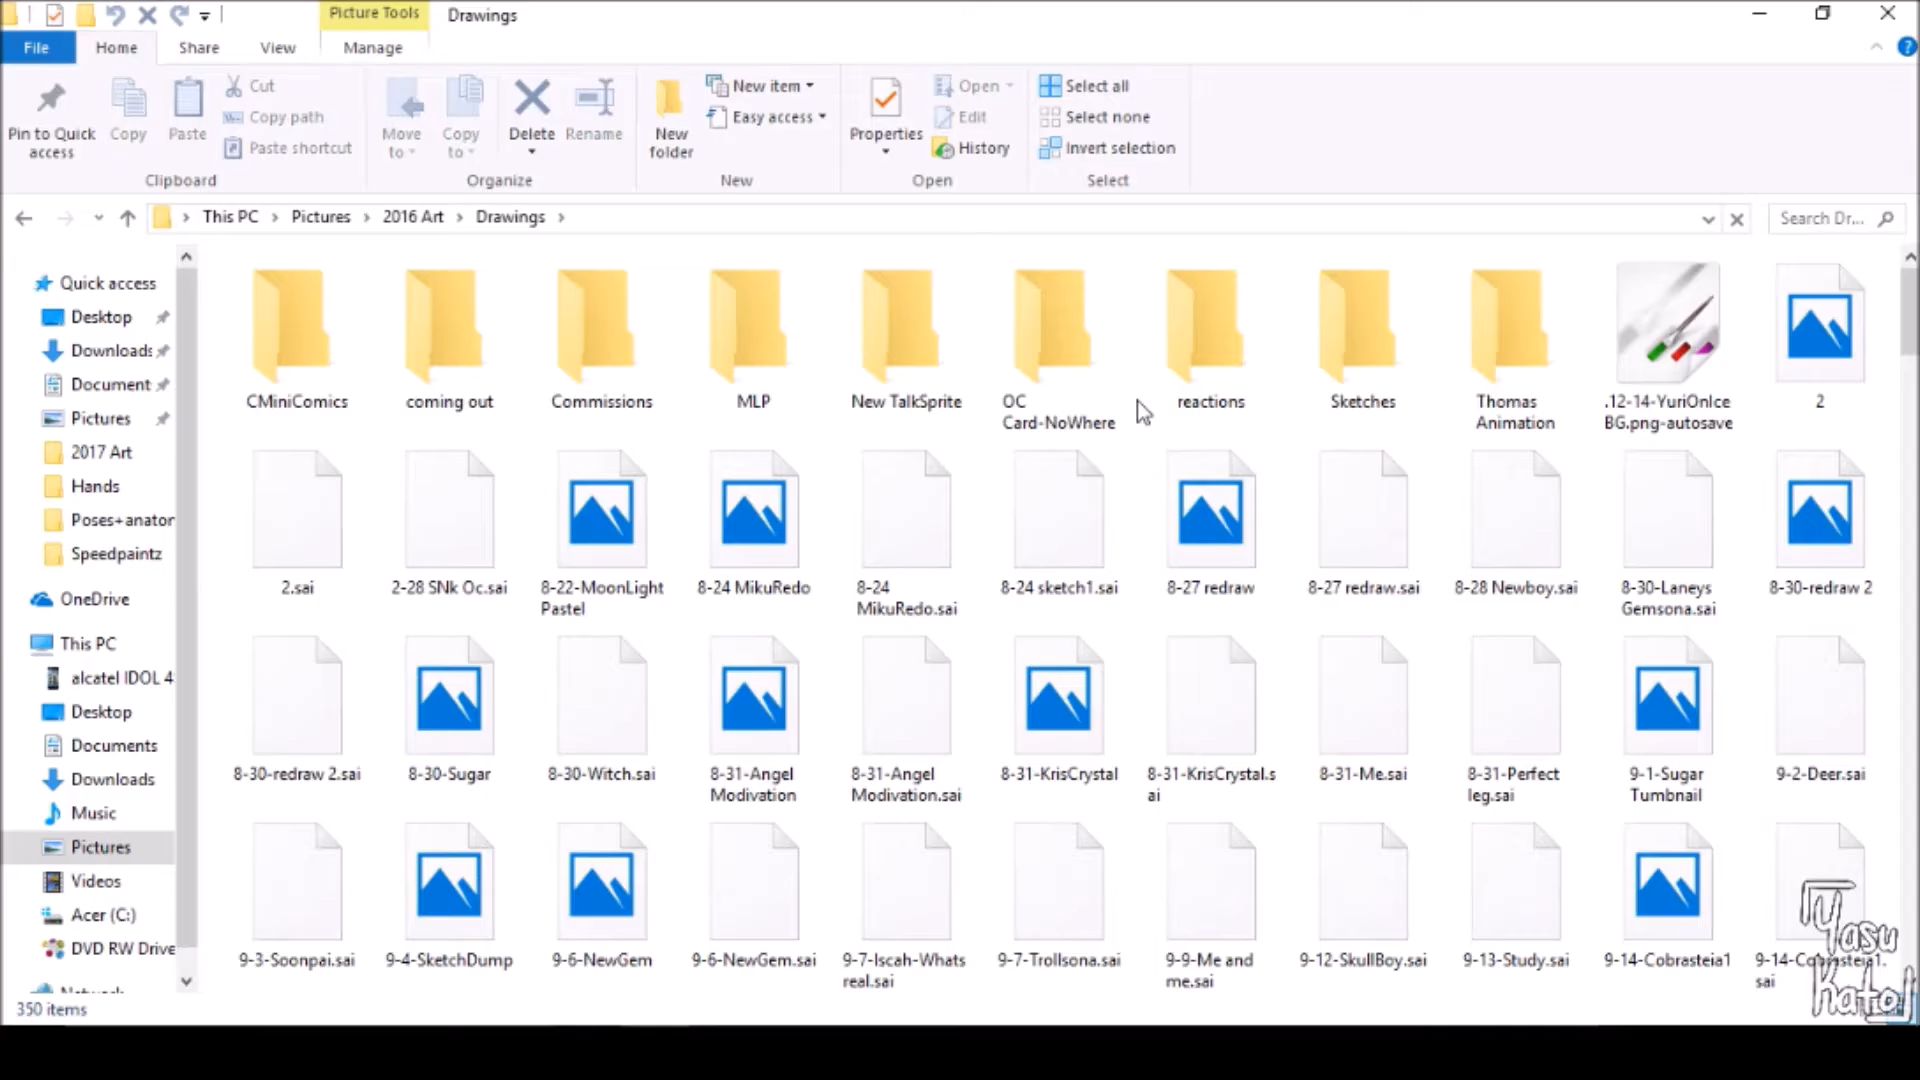 Picture Tools
Drawings
File
Home
Share
View
Manage
Pin to Quick access
Copy
Paste
Cut
Copy path
Paste shortcut
Move to
Copy to
Delete
Rename
New folder
New item
Easy access
Properties
Open
Edit
History
Select all
Select none
Invert selection
Clipboard
Organize
New
Open
Select
This PC > Pictures > 2016 Art > Drawings >
Search Dr...
Quick access
Desktop
Downloads
Document
Pictures
2017 Art
Hands
Poses+anator
Speedpaintz
OneDrive
This PC
alcatel IDOL 4
Desktop
Documents
Downloads
Music
Pictures
Videos
Acer (C:)
DVD RW Drive
CMiniComics
coming out
Commissions
MLP
New TalkSprite
OC
Card-NoWhere
reactions
Sketches
Thomas
Animation
.12-14-YuriOnIce
BG.png-autosave
2
2.sai
2-28 SNk Oc.sai
8-22-MoonLight
Pastel
8-24 MikuRedo
8-24
MikuRedo.sai
8-24 sketch1.sai
8-27 redraw
8-27 redraw.sai
8-28 Newboy.sai
8-30-Laneys
Gemsona.sai
8-30-redraw 2
8-30-redraw 2.sai
8-30-Sugar
8-30-Witch.sai
8-31-Angel
Modivation
8-31-Angel
Modivation.sai
8-31-KrisCrystal
8-31-KrisCrystal.s
ai
8-31-Me.sai
8-31-Perfect
leg.sai
9-1-Sugar
Tumbnail
9-2-Deer.sai
9-3-Soonpai.sai
9-4-SketchDump
9-6-NewGem
9-6-NewGem.sai
9-7-Iscah-Whats
real.sai
9-7-Trollsona.sai
9-9-Me and
me.sai
9-12-SkullBoy.sai
9-13-Study.sai
9-14-Cobrasteia1
9-14-Cobrasteia1.
sai
Yasu
Kato
350 items